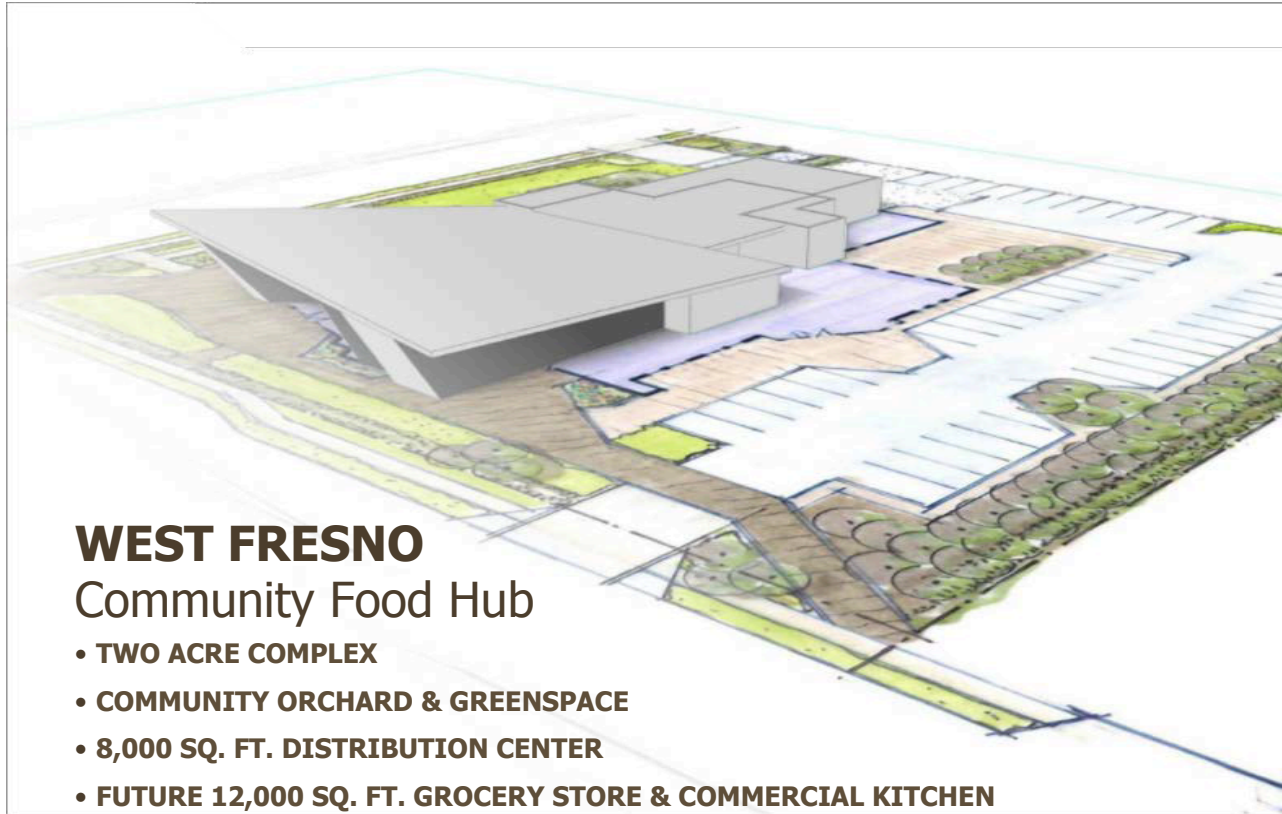 WEST FRESNO
Community Food Hub
• TWO ACRE COMPLEX
• COMMUNITY ORCHARD & GREENSPACE
• 8,000 SQ. FT. DISTRIBUTION CENTER
• FUTURE 12,000 SQ. FT. GROCERY STORE & COMMERCIAL KITCHEN